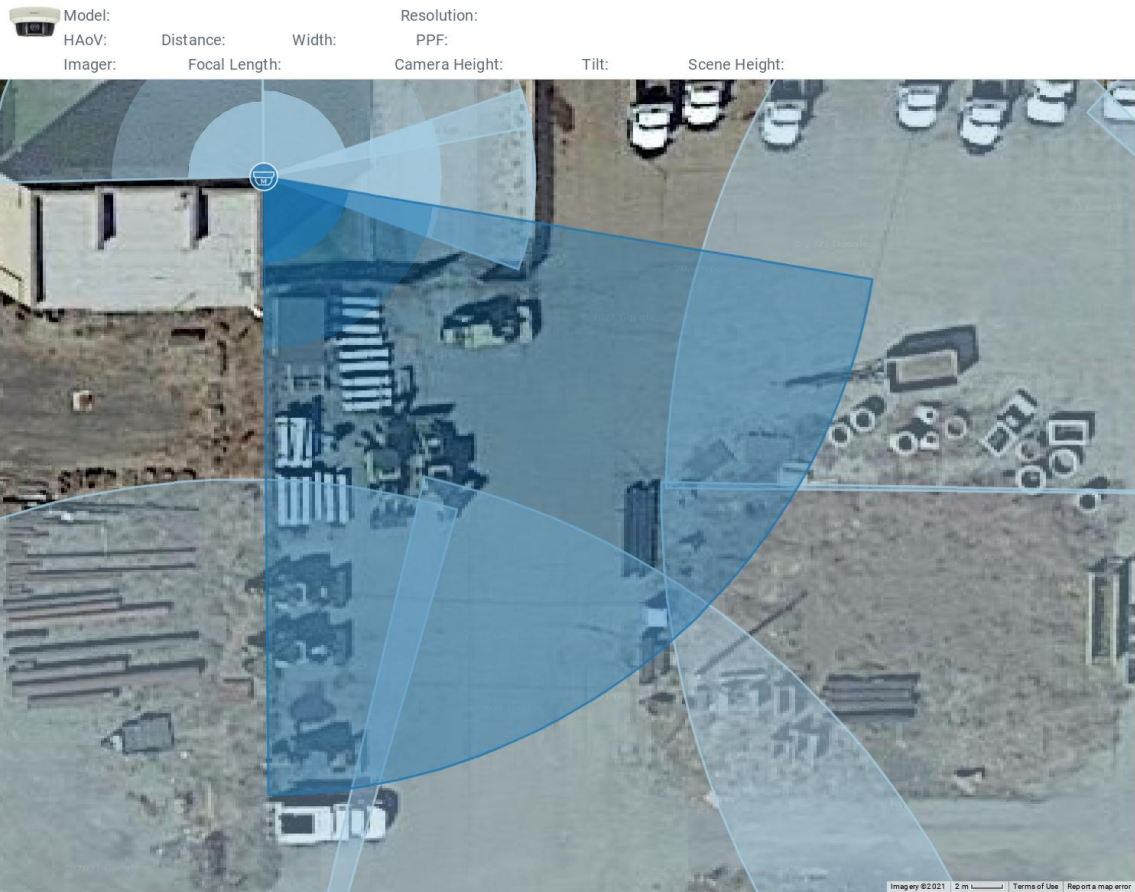 Model: Resolution:
HAoV: Distance: Width: PPF:
Imager: Focal Length: Camera Height: Tilt: Scene Height:
M
Imagery ©2021 2 m Terms of Use Report a map error